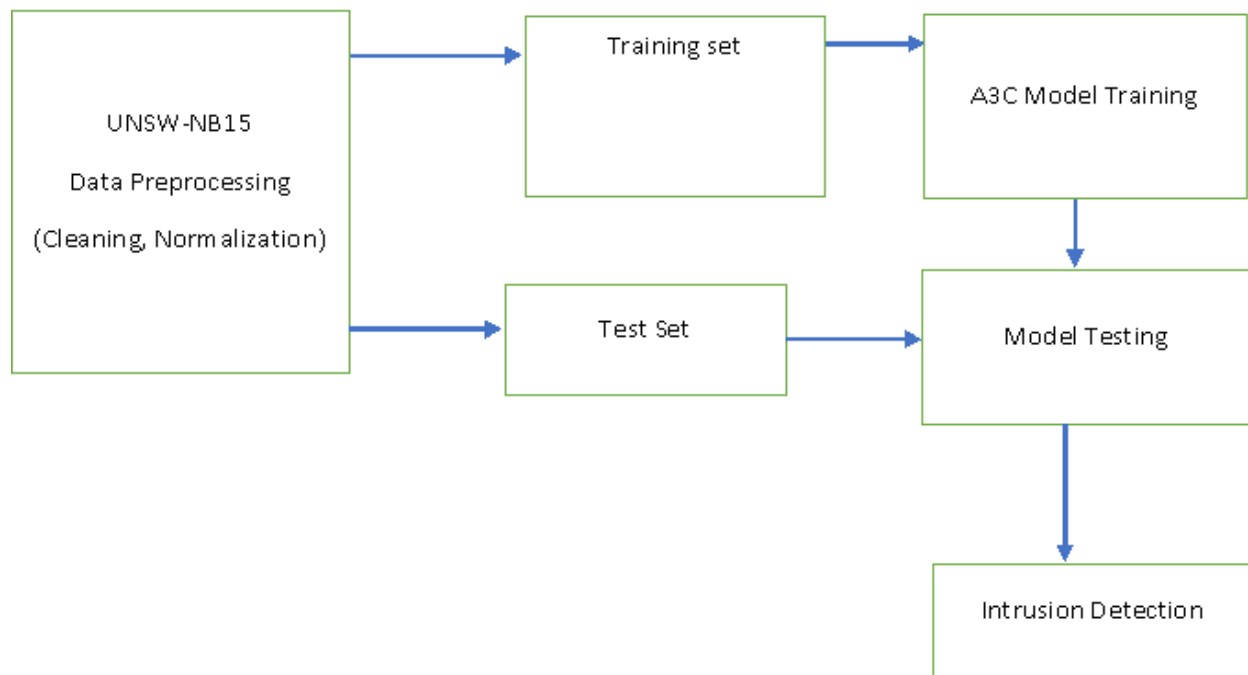 UNSW-NB15
Data Preprocessing
(Cleaning, Normalization)
Training set
A3C Model Training
Test Set
Model Testing
Intrusion Detection